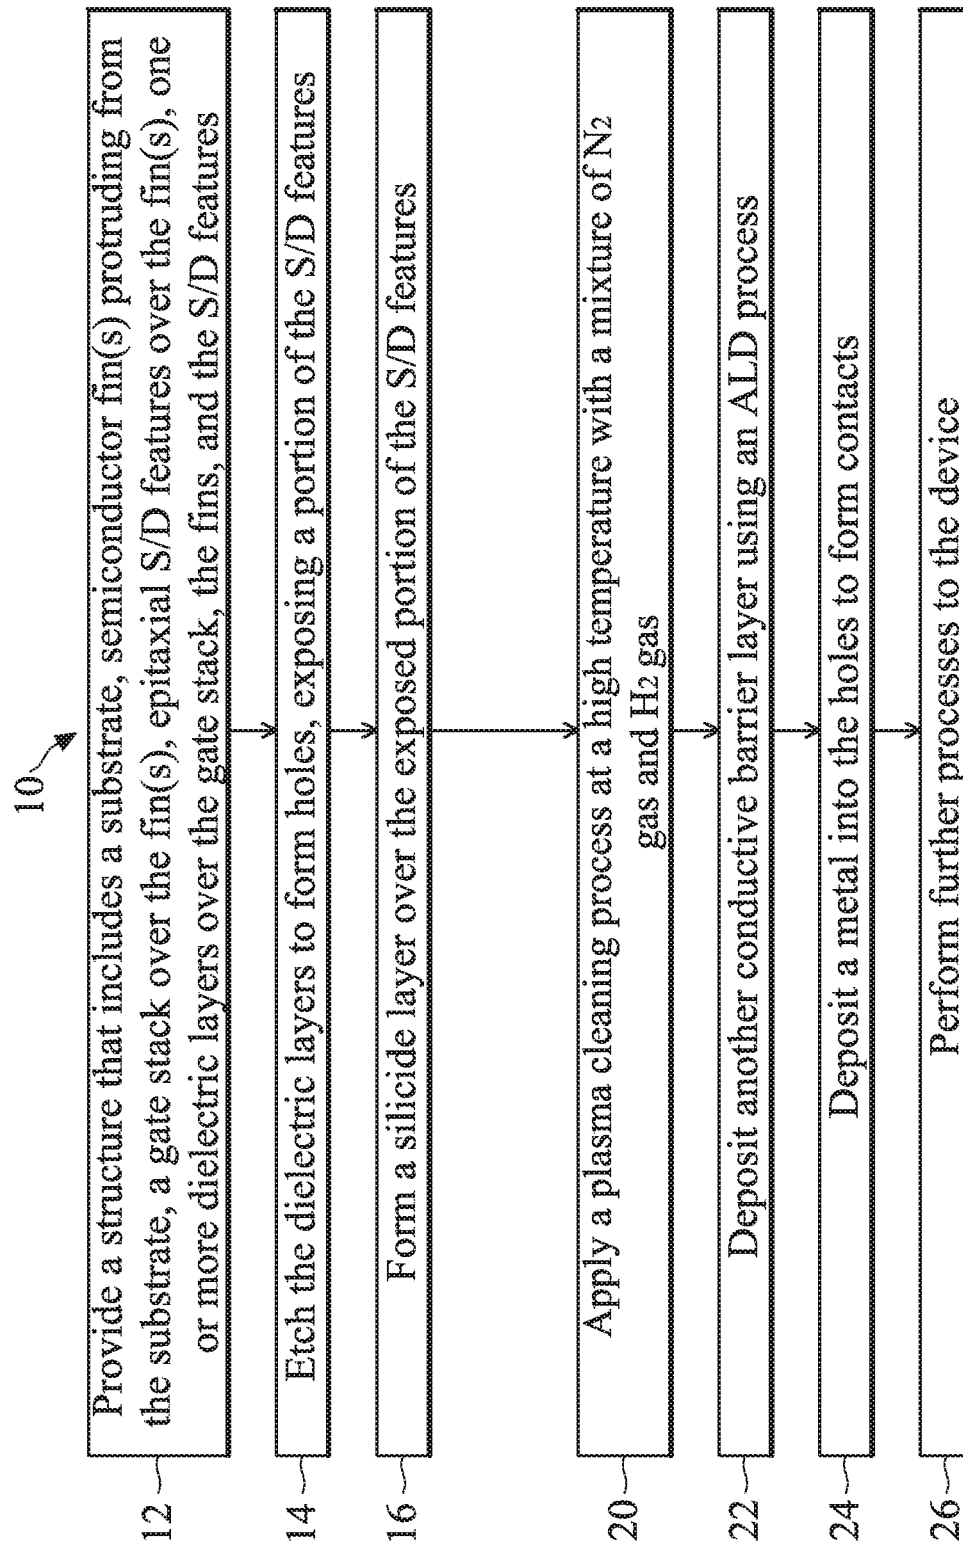 10
12
Provide a structure that includes a substrate, semiconductor fin(s) protruding from
the substrate, a gate stack over the fin(s), epitaxial S/D features over the fin(s), one
or more dielectric layers over the gate stack, the fins, and the S/D features
14
Etch the dielectric layers to form holes, exposing a portion of the S/D features
16
Form a silicide layer over the exposed portion of the S/D features
20
Apply a plasma cleaning process at a high temperature with a mixture of N2
gas and H2 gas
22
Deposit another conductive barrier layer using an ALD process
24
Deposit a metal into the holes to form contacts
26
Perform further processes to the device